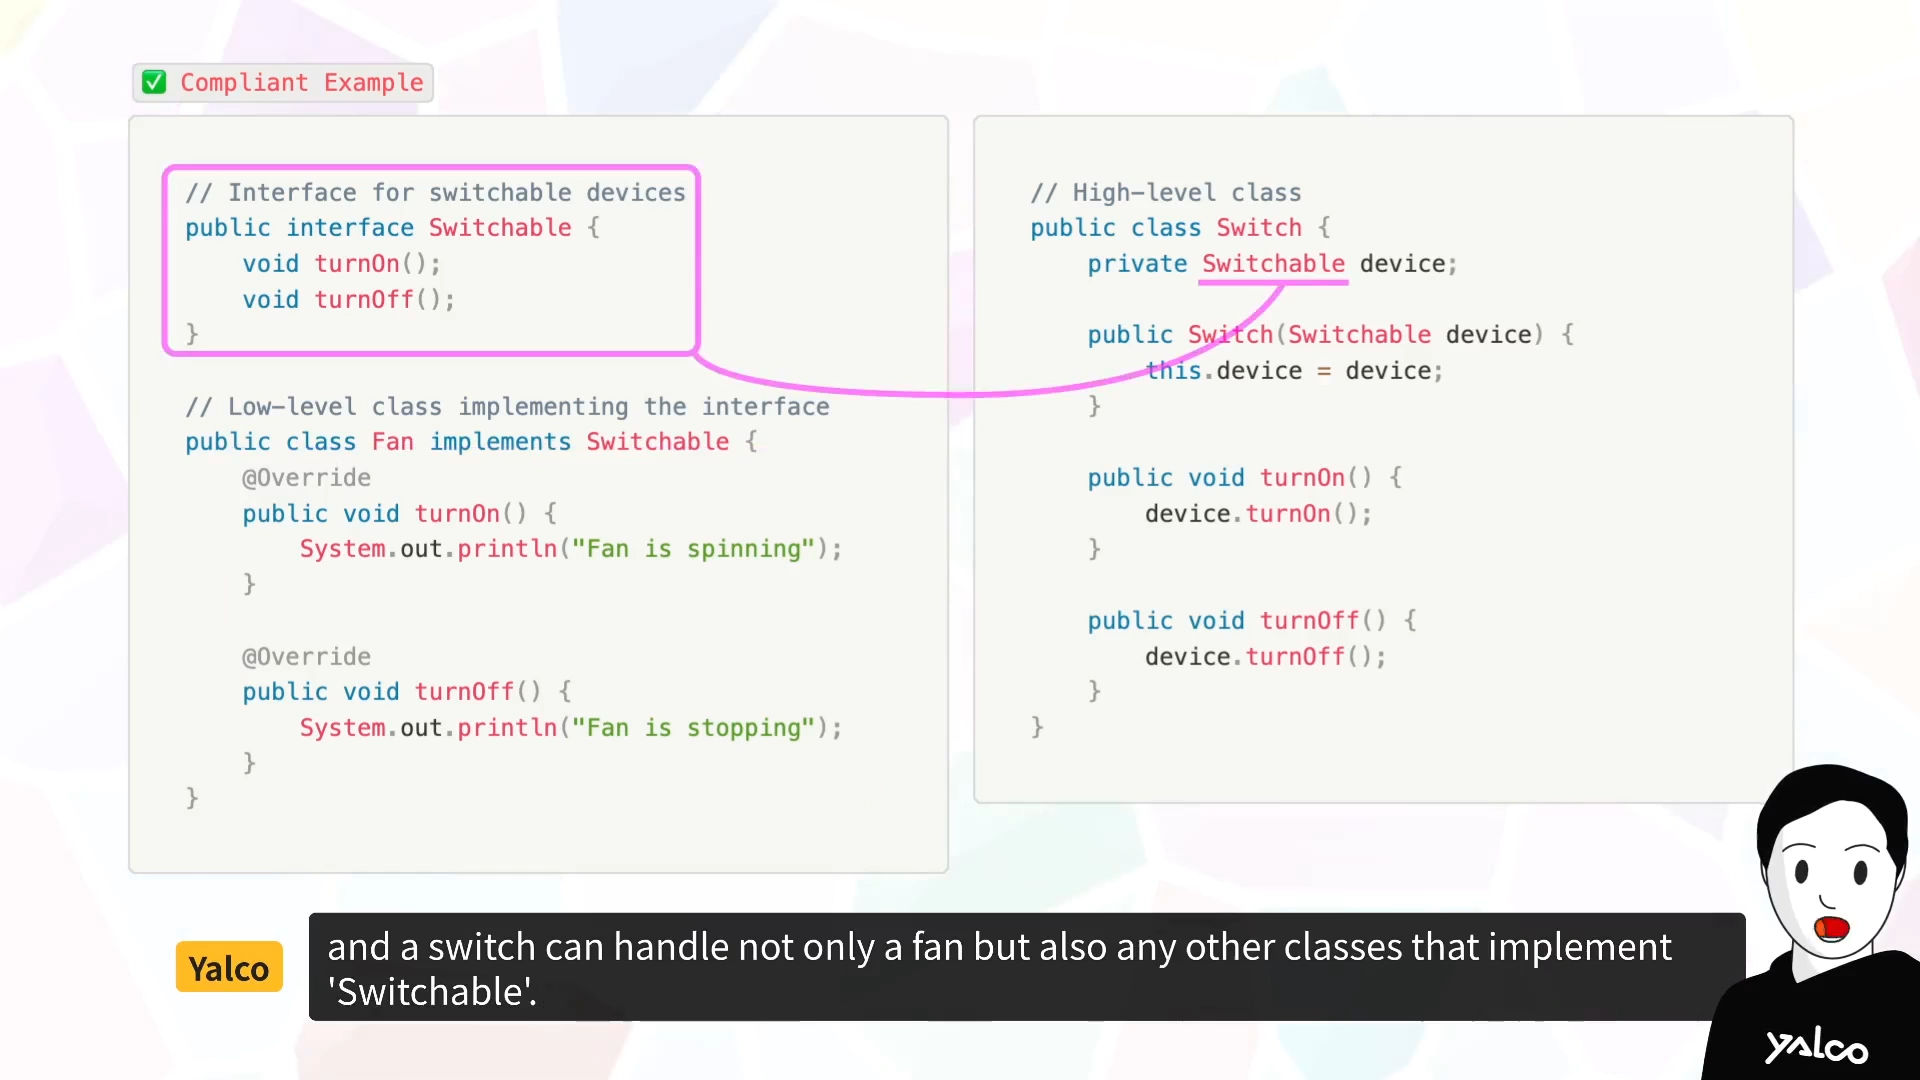 ✅ Compliant Example
// Interface for switchable devices
public interface Switchable {
    void turnOn();
    void turnOff();
}
// Low-level class implementing the interface
public class Fan implements Switchable {
    @Override
    public void turnOn() {
        System.out.println("Fan is spinning");
    }
    @Override
    public void turnOff() {
        System.out.println("Fan is stopping");
    }
}
// High-level class
public class Switch {
    private Switchable device;
    public Switch(Switchable device) {
        this.device = device;
    }
    public void turnOn() {
        device.turnOn();
    }
    public void turnOff() {
        device.turnOff();
    }
}
Yalco
and a switch can handle not only a fan but also any other classes that implement
'Switchable'.
yalco